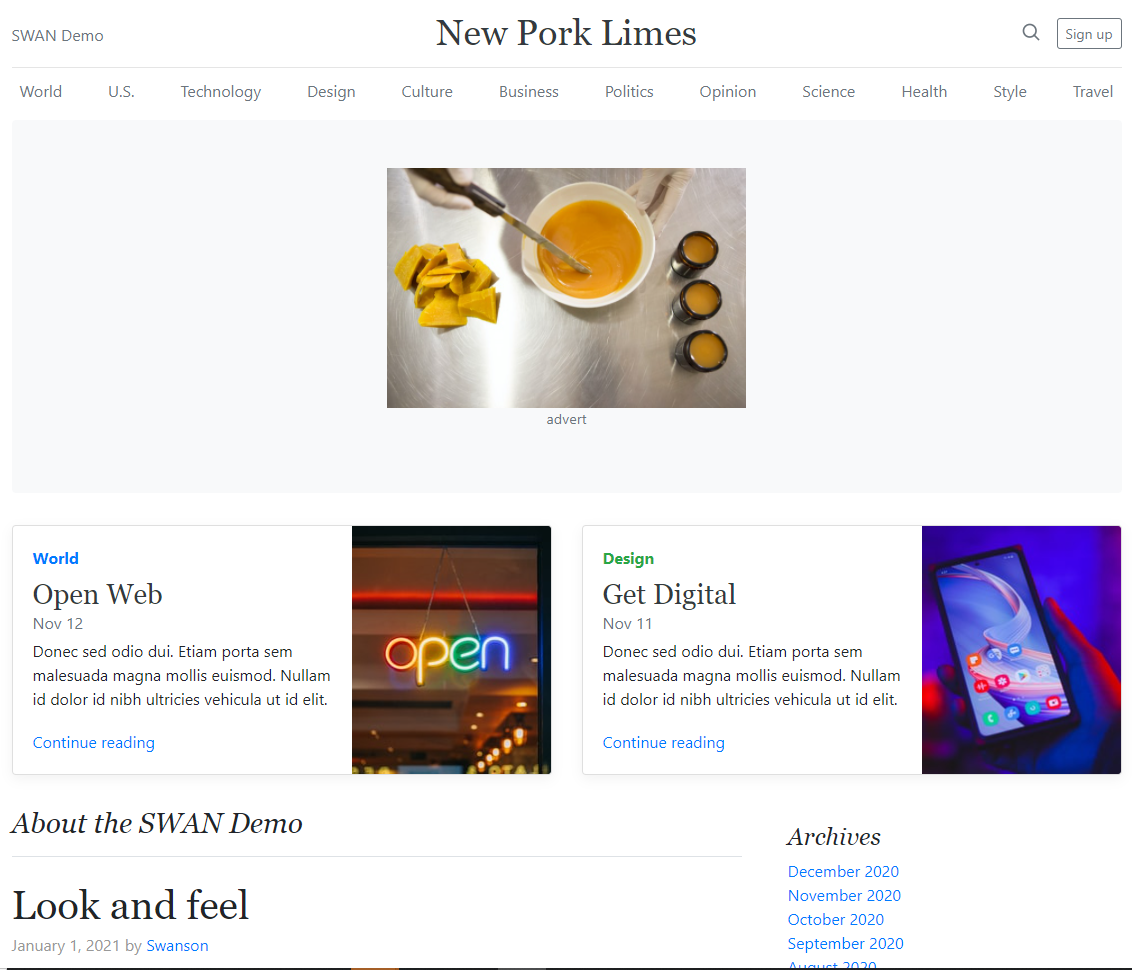 SWAN Demo
New Pork Limes
Sign up
World U.S. Technology Design Culture Business Politics Opinion Science Health Style Travel
advert
World
Open Web
Nov 12
Donec sed odio dui. Etiam porta sem
malesuada magna mollis euismod. Nullam
id dolor id nibh ultricies vehicula ut id elit.
Continue reading
open
Design
Get Digital
Nov 11
Donec sed odio dui. Etiam porta sem
malesuada magna mollis euismod. Nullam
id dolor id nibh ultricies vehicula ut id elit.
Continue reading
About the SWAN Demo
Look and feel
January 1, 2021 by Swanson
Archives
December 2020
November 2020
October 2020
September 2020
August 2020